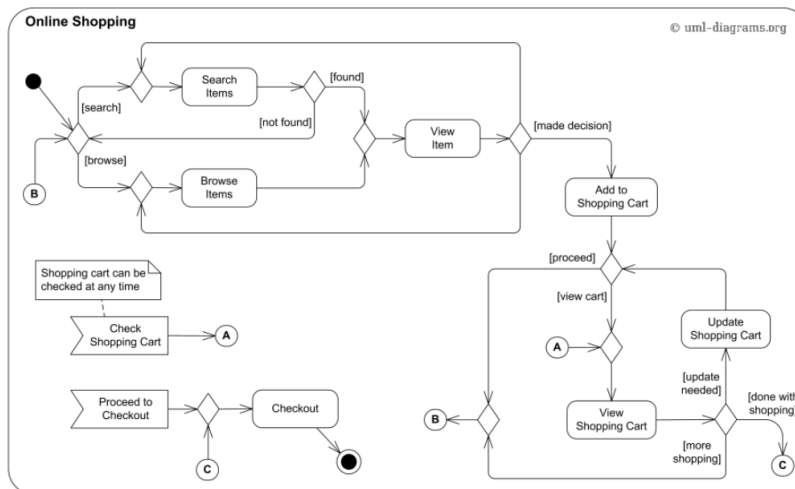 Online Shopping
© uml-diagrams.org
Search
Items
[found]
[search]
[not found]
View
Item
[made decision]
[browse]
B
Browse
Items
Add to
Shopping Cart
Shopping cart can be
checked at any time
[proceed]
[view cart]
Check
Shopping Cart
A
A
Update
Shopping Cart
[update
needed]
[done with
shopping]
Proceed to
Checkout
Checkout
B
View
Shopping Cart
[more
shopping]
C
C